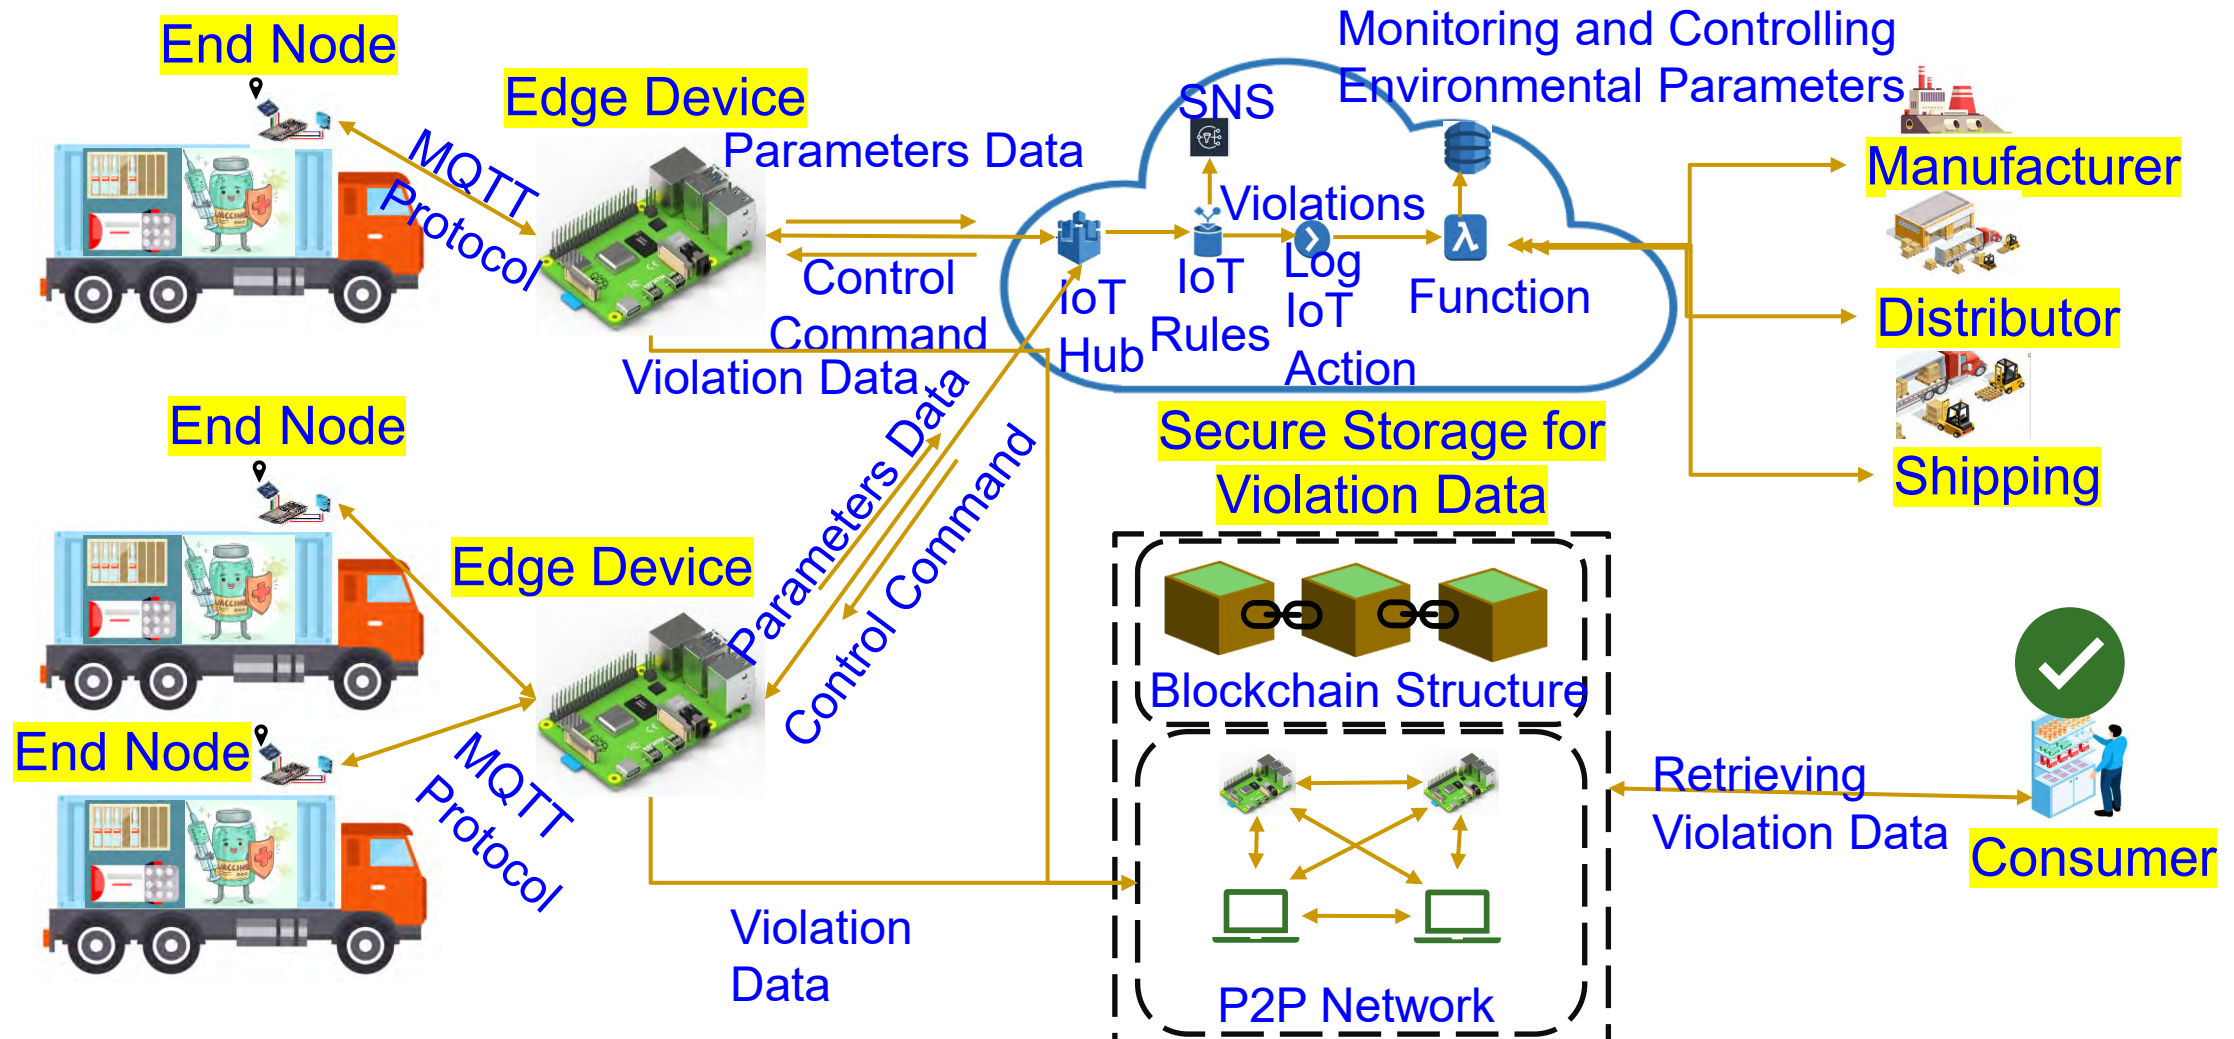 End Node
Edge Device
MQTT
Protocol
Parameters Data
Control
Command
Violation Data
SNS
Violations
IoT
Hub
IoT
Rules
Log
IoT
Action
Function
Monitoring and Controlling
Environmental Parameters
Manufacturer
Distributor
Shipping
End Node
Edge Device
End Node
MQTT
Protocol
Parameters Data
Control Command
Violation
Data
Secure Storage for
Violation Data
Blockchain Structure
P2P Network
Retrieving
Violation Data
Consumer
VACCINE
VACCINE
VACCINE